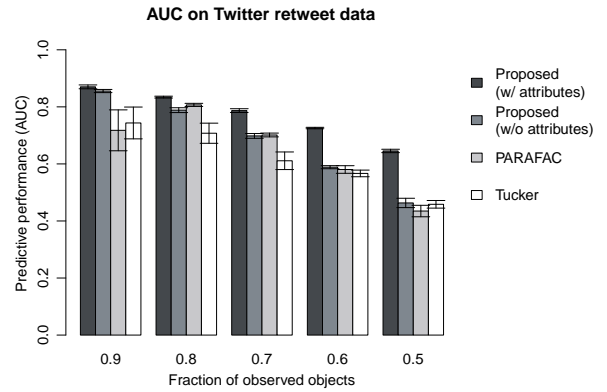 AUC on Twitter retweet data
Predictive performance (AUC)
1.0
0.8
0.6
0.4
0.2
0.0
0.9
0.8
0.7
0.6
0.5
Fraction of observed objects
Proposed
(w/ attributes)
Proposed
(w/o attributes)
PARAFAC
Tucker